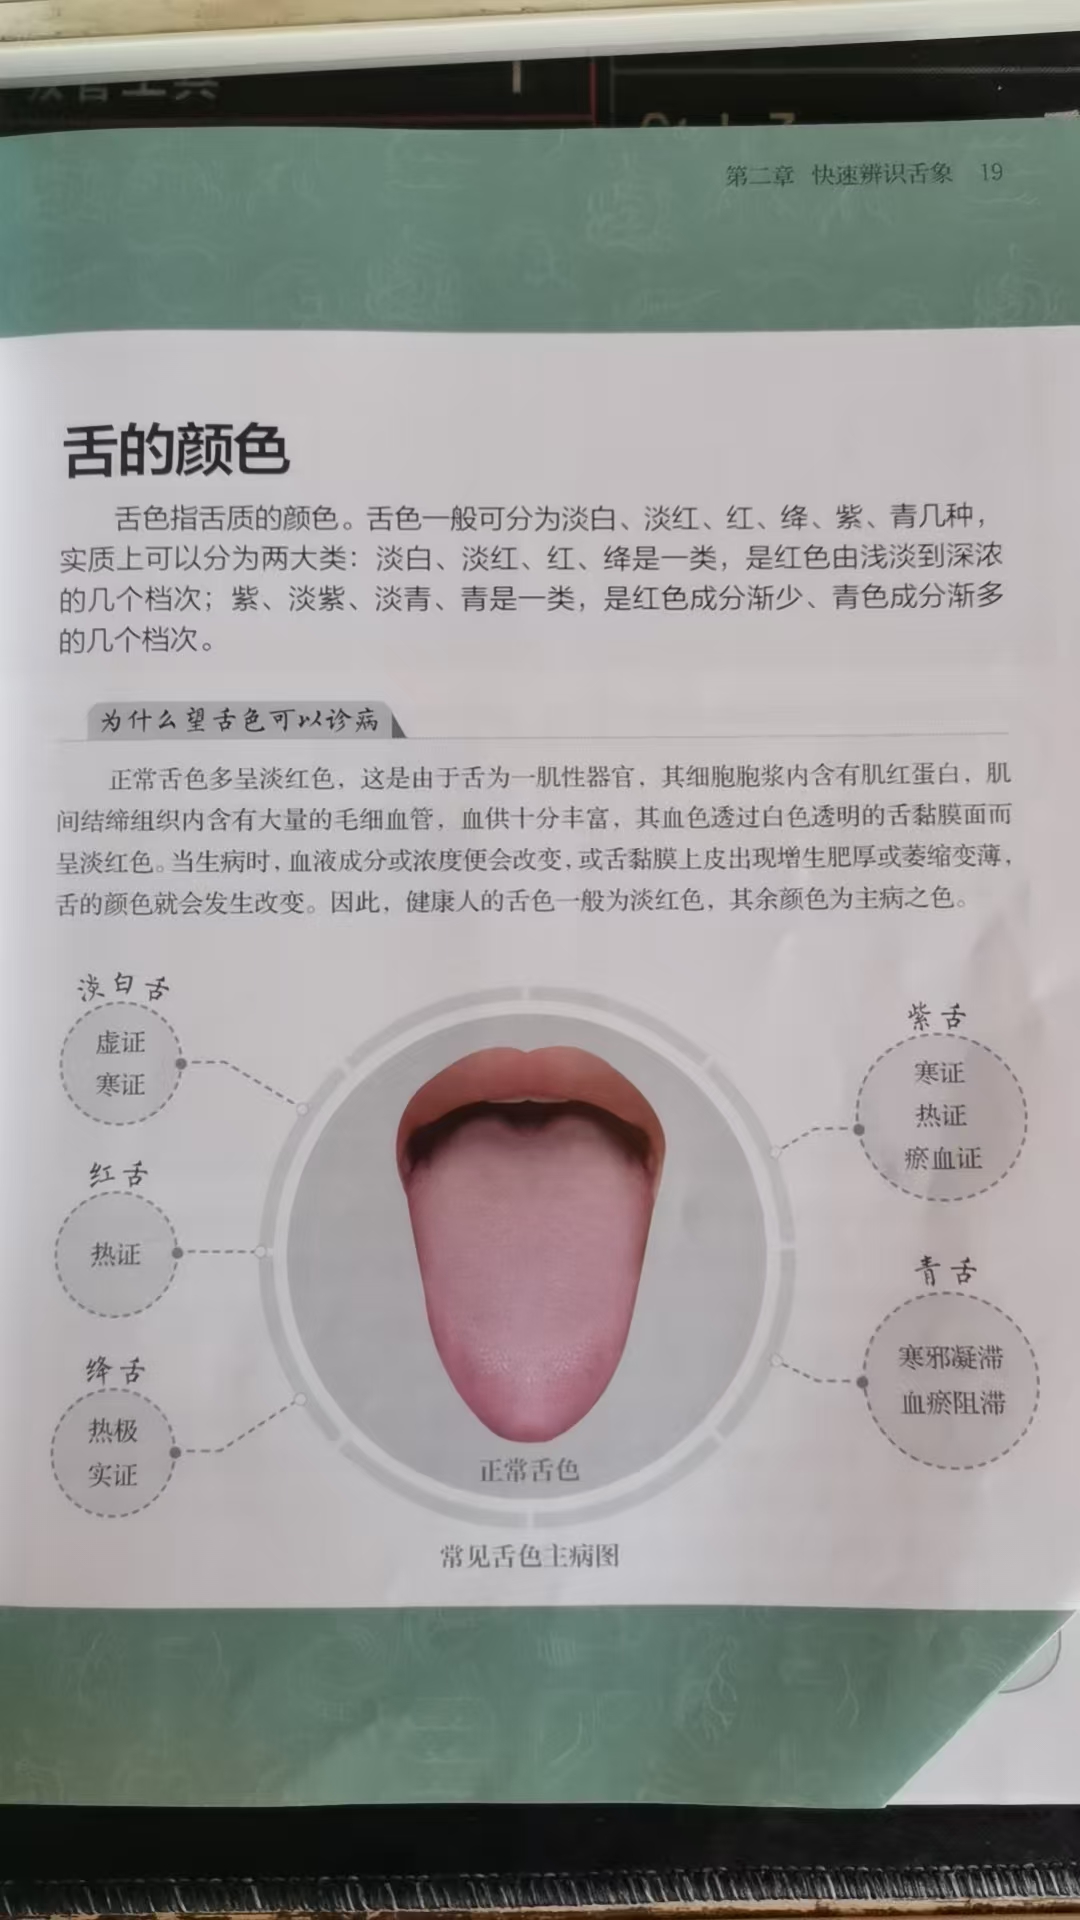 第二章 快速辨识舌象 19
舌的颜色
舌色指舌质的颜色。舌色一般可分为淡白、淡红、红、绛、紫、青几种，
实质上可以分为两大类：淡白、淡红、红、绛是一类，是红色由浅淡到深浓
的几个档次；紫、淡紫、淡青、青是一类，是红色成分渐少、青色成分渐多
的几个档次。
为什么望舌色可以诊病
正常舌色多呈淡红色，这是由于舌为一肌性器官，其细胞胞浆内含有肌红蛋白，肌
间结缔组织内含有大量的毛细血管，血供十分丰富，其血色透过白色透明的舌黏膜面而
呈淡红色。当生病时，血液成分或浓度便会改变，或舌黏膜上皮出现增生肥厚或萎缩变薄，
舌的颜色就会发生改变。因此，健康人的舌色一般为淡红色，其余颜色为主病之色。
淡白舌
虚证
寒证
红舌
热证
绛舌
热极
实证
紫舌
寒证
热证
瘀血证
青舌
寒邪凝滞
血瘀阻滞
正常舌色
常见舌色主病图